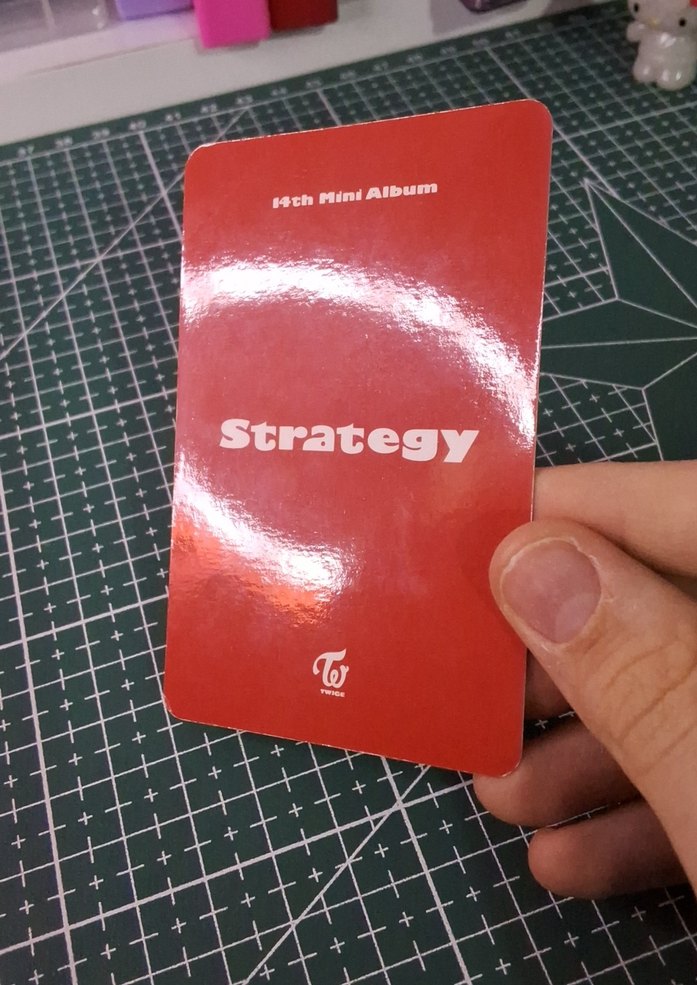 14th Mini Album
Strategy
TWICE